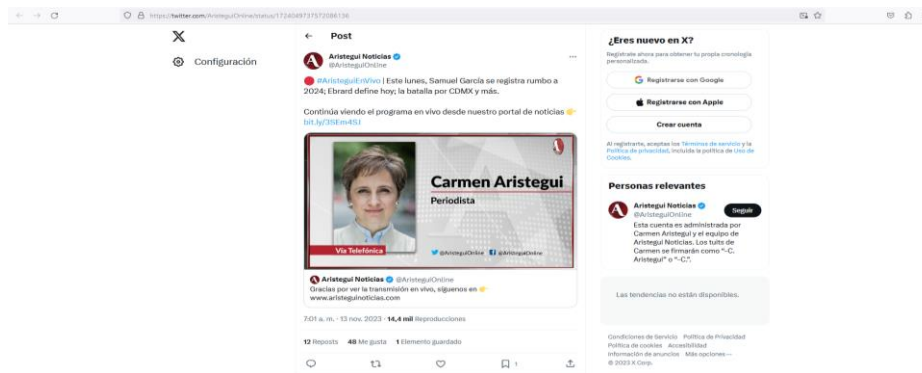 https://twitter.com/AristeguiOnline/status/1724049737572086136
X
Configuración
Post
Aristegui Noticias
@AristeguiOnline
#AristeguiEnVivo | Este lunes, Samuel García se registra rumbo a
2024; Ebrard define hoy; la batalla por CDMX y más.
Continúa viendo el programa en vivo desde nuestro portal de noticias
Carmen Aristegui
Periodista
Vía Telefónica
@AristeguiOnline
@AristeguiOnline
Aristegui Noticias @AristeguiOnline
Gracias por ver la transmisión en vivo, síguenos en
www.aristeguinoticias.com
7:01 a. m. · 13 nov. 2023 · 14,4 mil Reproducciones
12 Reposts 48 Me gusta 1 Elemento guardado
1
¿Eres nuevo en X?
Regístrate ahora para obtener tu propia cronología
personalizada.
Registrarse con Google
Registrarse con Apple
Crear cuenta
Al registrarte, aceptas los Términos de servicio y la
Política de privacidad, incluida la política de Uso de
Cookies.
Personas relevantes
Aristegui Noticias
@AristeguiOnline
Seguir
Esta cuenta es administrada por
Carmen Aristegui y el equipo de
Aristegui Noticias. Los tuits de
Carmen se firmarán como "–C.
Aristegui" o "–C.".
Las tendencias no están disponibles.
Condiciones de Servicio Política de Privacidad
Política de cookies Accesibilidad
Información de anuncios Más opciones
© 2023 X Corp.